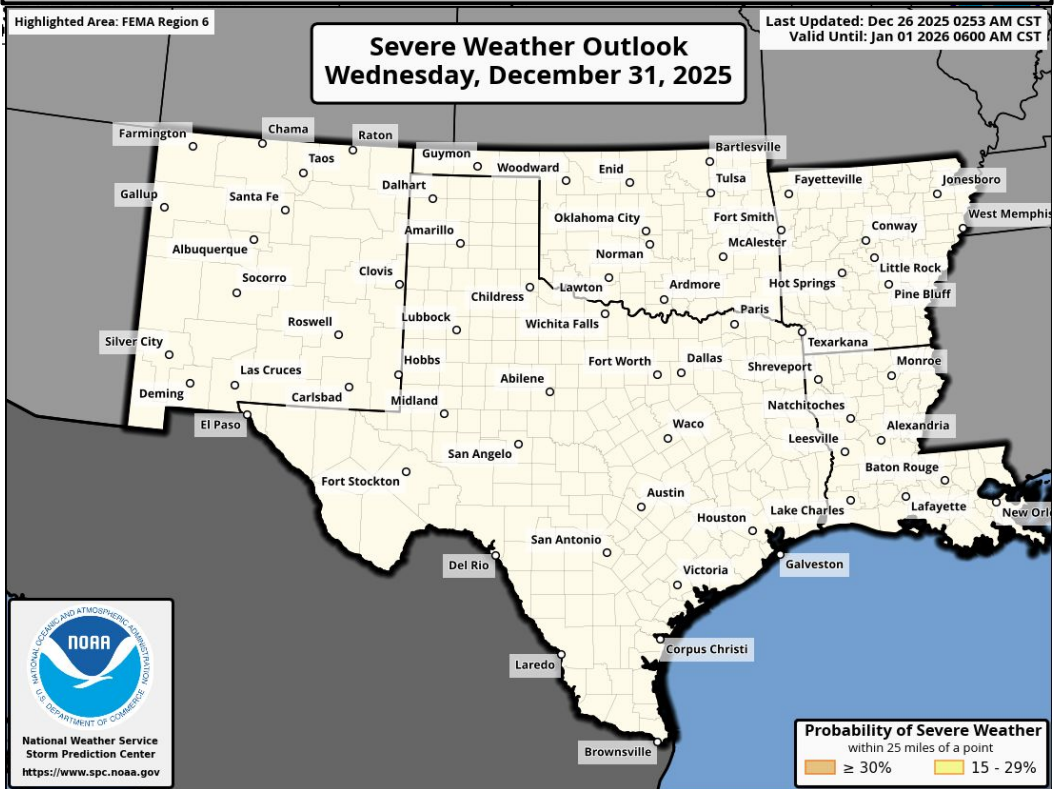 Highlighted Area: FEMA Region 6
Severe Weather Outlook
Wednesday, December 31, 2025
Last Updated: Dec 26 2025 0253 AM CST
Valid Until: Jan 01 2026 0600 AM CST
Farmington
Chama
Raton
Taos
Guymon
Woodward
Enid
Bartlesville
Tulsa
Fayetteville
Jonesboro
Gallup
Santa Fe
Dalhart
Oklahoma City
Fort Smith
Conway
West Memphis
Albuquerque
Amarillo
Norman
McAlester
Little Rock
Socorro
Clovis
Childress
Lawton
Ardmore
Hot Springs
Pine Bluff
Roswell
Lubbock
Wichita Falls
Paris
Texarkana
Silver City
Las Cruces
Hobbs
Fort Worth
Dallas
Shreveport
Monroe
Deming
Carlsbad
Midland
Abilene
Natchitoches
El Paso
San Angelo
Waco
Leesville
Alexandria
Fort Stockton
Austin
Baton Rouge
Houston
Lake Charles
Lafayette
New Orl
San Antonio
Del Rio
Victoria
Galveston
Laredo
Corpus Christi
Brownsville
NATIONAL OCEANIC AND ATMOSPHERIC ADMINISTRATION
NOAA
U.S. DEPARTMENT OF COMMERCE
National Weather Service
Storm Prediction Center
https://www.spc.noaa.gov
Probability of Severe Weather
within 25 miles of a point
≥ 30%
15 - 29%